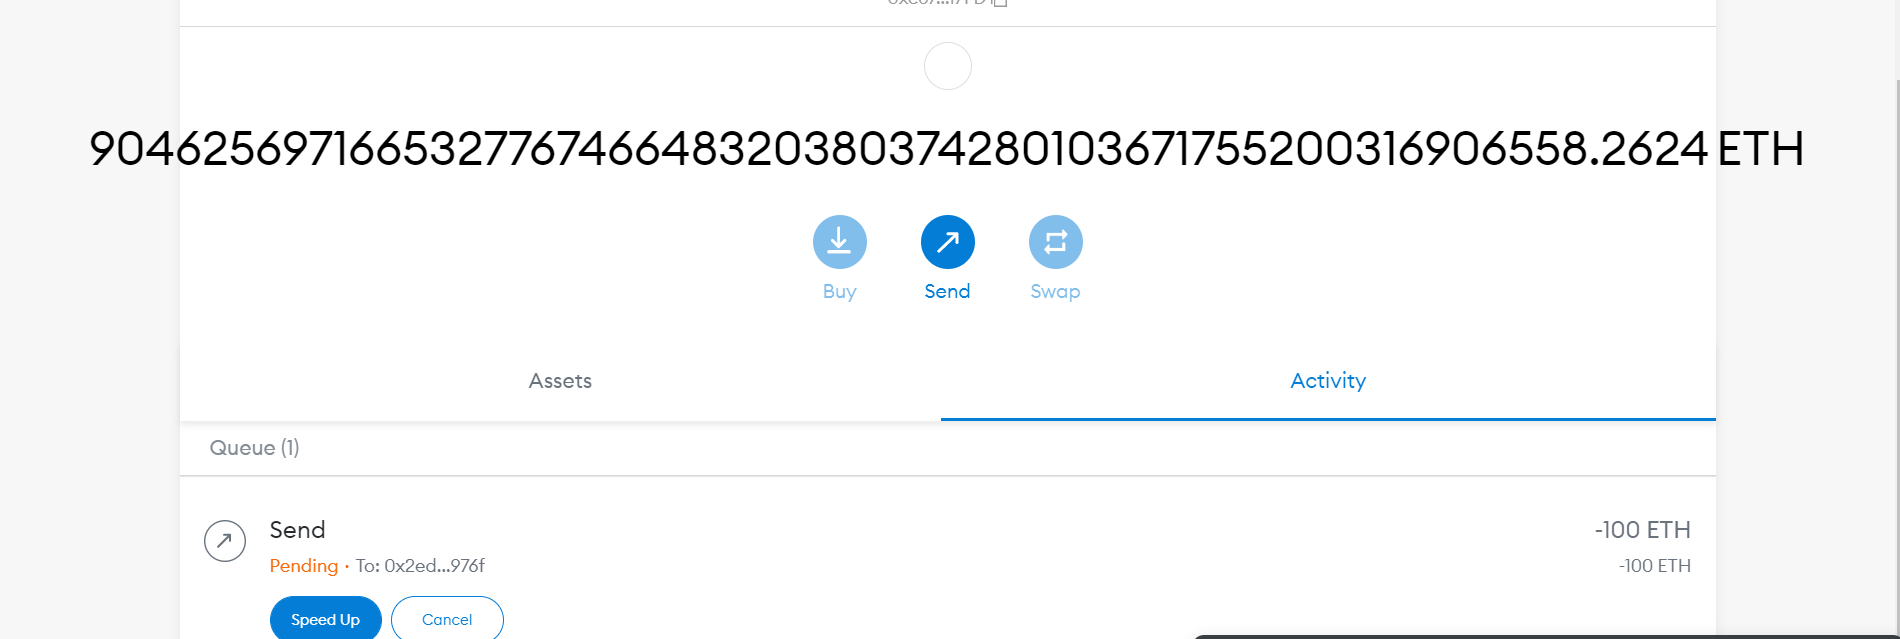 904625697166532776746648320380374280103671755200316906558.2624 ETH
Buy
Send
Swap
Assets
Activity
Queue (1)
Send
-100 ETH
Pending · To: 0x2ed...976f
-100 ETH
Speed Up
Cancel